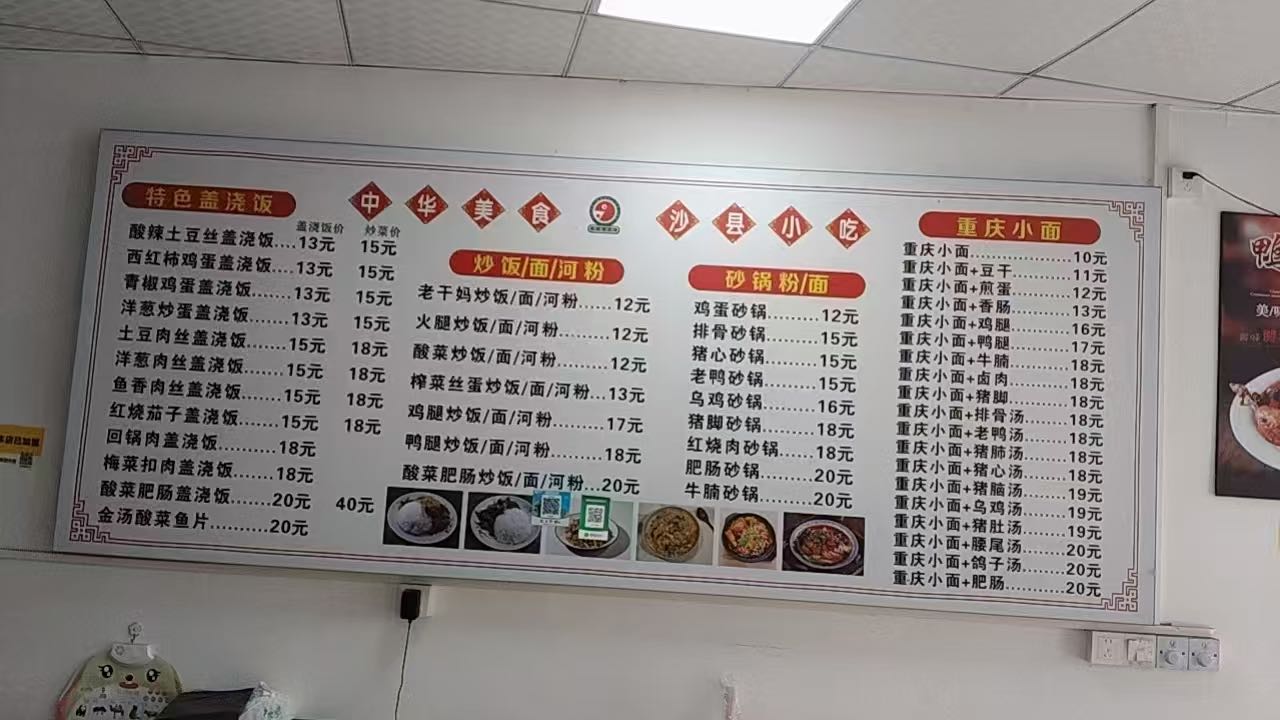 中华美食 沙县小吃
特色盖浇饭
盖浇饭价 炒菜价
酸辣土豆丝盖浇饭....13元 15元
西红柿鸡蛋盖浇饭...13元 15元
青椒鸡蛋盖浇饭.......13元 15元
洋葱炒蛋盖浇饭.......13元 15元
土豆肉丝盖浇饭.......15元 18元
洋葱肉丝盖浇饭.......15元 18元
鱼香肉丝盖浇饭.......15元 18元
红烧茄子盖浇饭.......15元 18元
回锅肉盖浇饭..........18元
梅菜扣肉盖浇饭.......18元
酸菜肥肠盖浇饭.......20元 40元
金汤酸菜鱼片..........20元
炒饭/面/河粉
老干妈炒饭/面/河粉......12元
火腿炒饭/面/河粉.........12元
酸菜炒饭/面/河粉.........12元
榨菜丝蛋炒饭/面/河粉...13元
鸡腿炒饭/面/河粉.........17元
鸭腿炒饭/面/河粉.........18元
酸菜肥肠炒饭/面/河粉...20元
砂锅粉/面
鸡蛋砂锅.........12元
排骨砂锅.........15元
猪心砂锅.........15元
老鸭砂锅.........15元
乌鸡砂锅.........16元
猪脚砂锅.........18元
红烧肉砂锅......18元
肥肠砂锅.........20元
牛腩砂锅.........20元
重庆小面
重庆小面.................10元
重庆小面+豆干..........11元
重庆小面+煎蛋..........12元
重庆小面+香肠..........13元
重庆小面+鸡腿..........16元
重庆小面+鸭腿..........17元
重庆小面+牛腩..........18元
重庆小面+卤肉..........18元
重庆小面+猪脚..........18元
重庆小面+排骨汤.......18元
重庆小面+老鸭汤.......18元
重庆小面+猪肺汤.......18元
重庆小面+猪心汤.......18元
重庆小面+猪脑汤.......19元
重庆小面+乌鸡汤.......19元
重庆小面+猪肚汤.......19元
重庆小面+腰尾汤.......20元
重庆小面+鸽子汤.......20元
重庆小面+肥肠..........20元